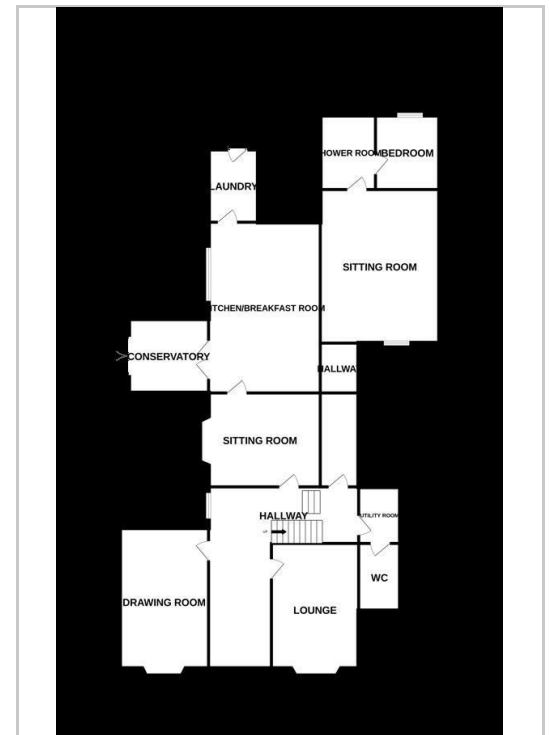 HOWER ROOM
BEDROOM
LAUNDRY
SITTING ROOM
ITCHEN/BREAKFAST ROOM
CONSERVATORY
HALLWA
SITTING ROOM
HALLWAY
UTILITY ROOM
WC
DRAWING ROOM
LOUNGE